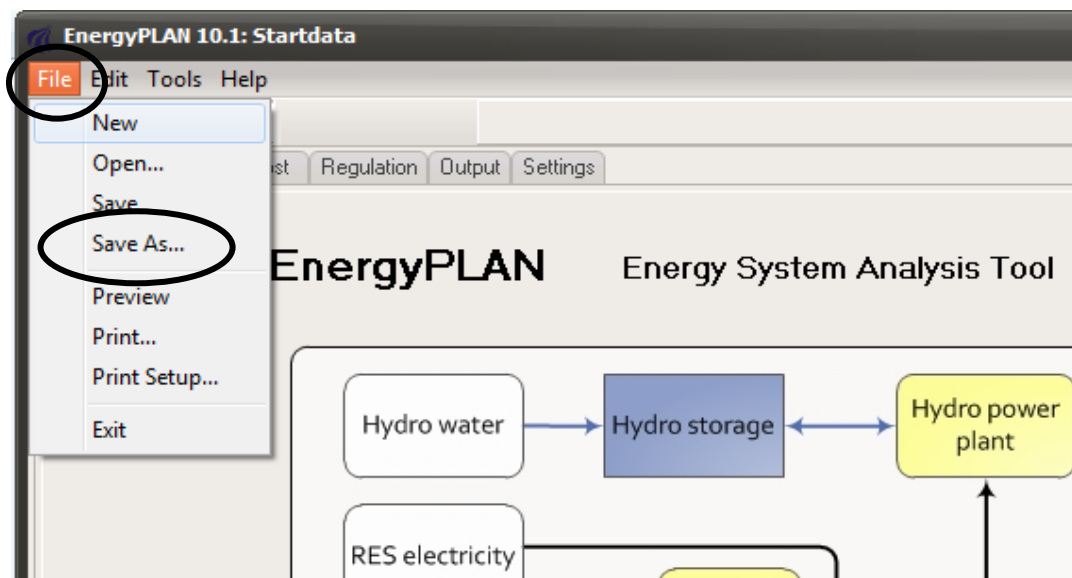 EnergyPLAN 10.1: Startdata
File Edit Tools Help
New
Open...
st Regulation Output Settings
Save
Save As...
EnergyPLAN Energy System Analysis Tool
Preview
Print...
Print Setup...
Exit
Hydro water
Hydro storage
Hydro power
plant
RES electricity